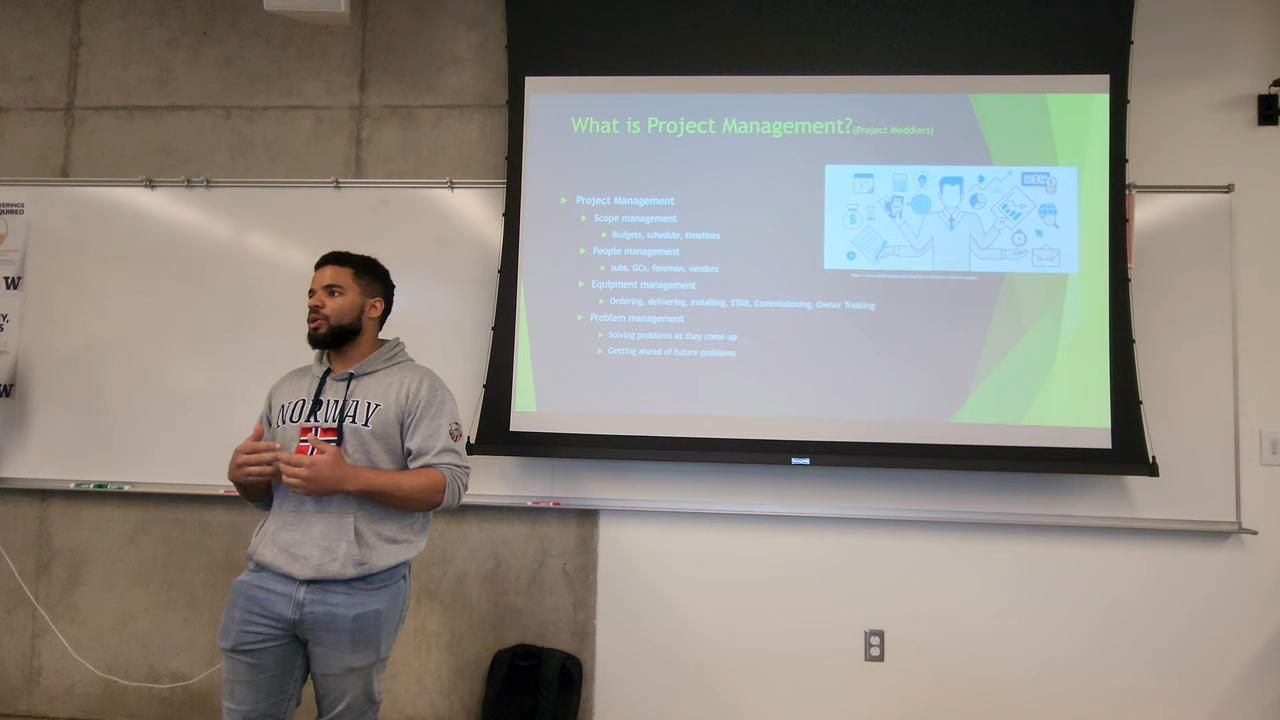 What is Project Management?(Project Meddlers)
Project Management
Scope management
Budgets, schedule, timelines
People management
subs, GCs, foreman, vendors
Equipment management
Ordering, delivering, installing, STAB, Commissioning, Owner Training
Problem management
Solving problems as they come up
Getting ahead of future problems
NORWAY
W
W